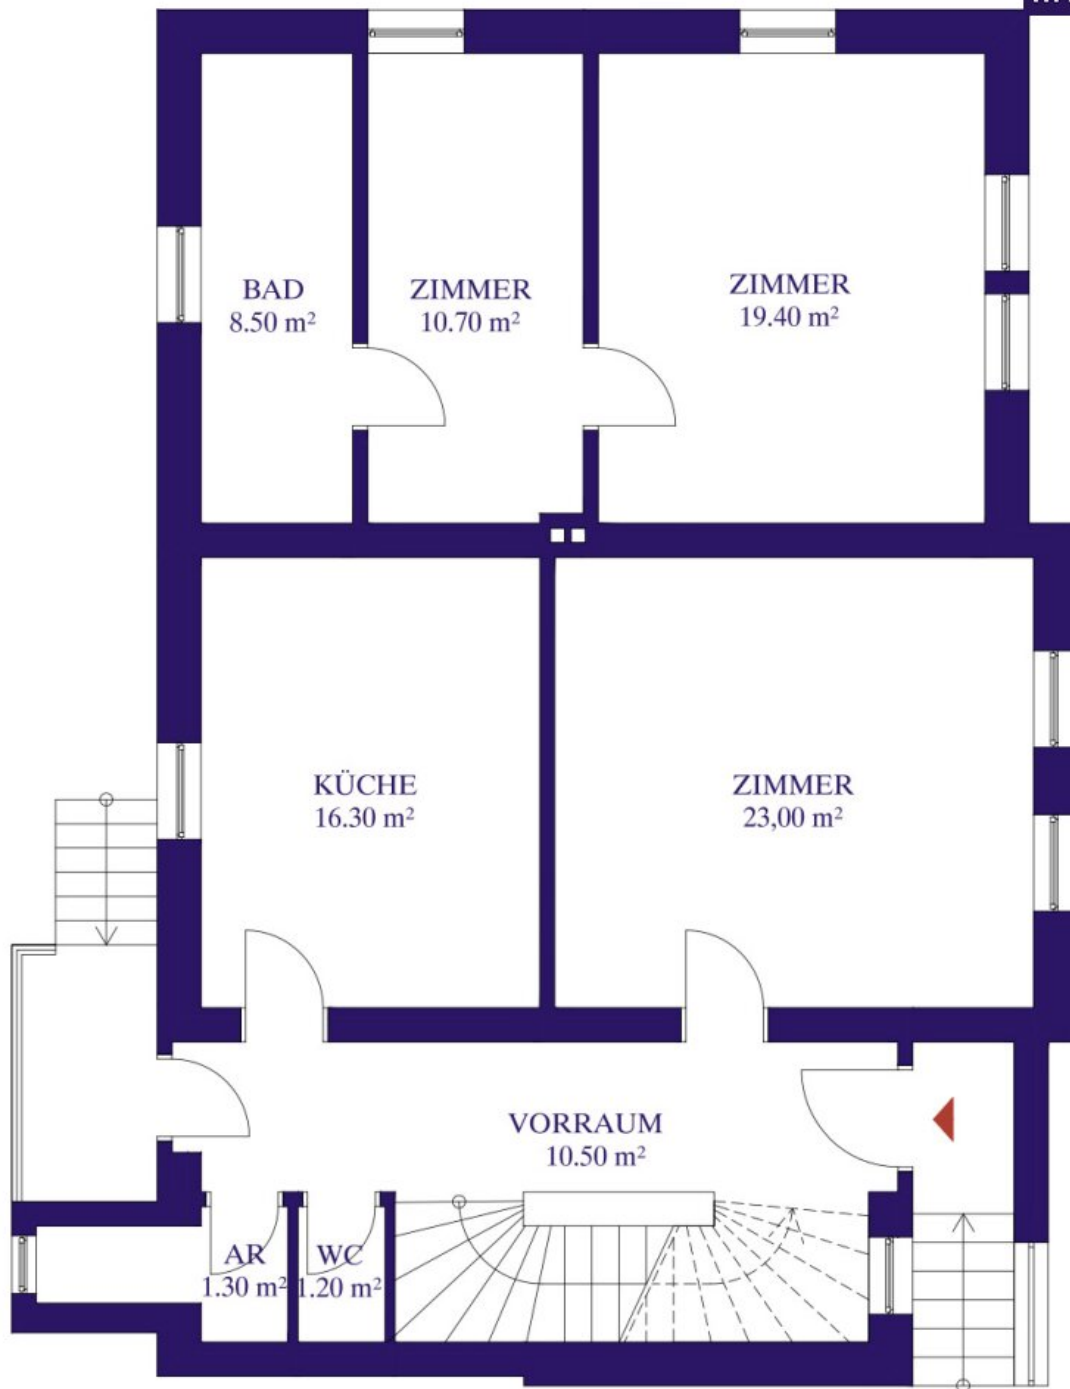 BAD
8.50 m²
ZIMMER
10.70 m²
ZIMMER
19.40 m²
KÜCHE
16.30 m²
ZIMMER
23,00 m²
VORRAUM
10.50 m²
AR
1.30 m²
WC
1.20 m²